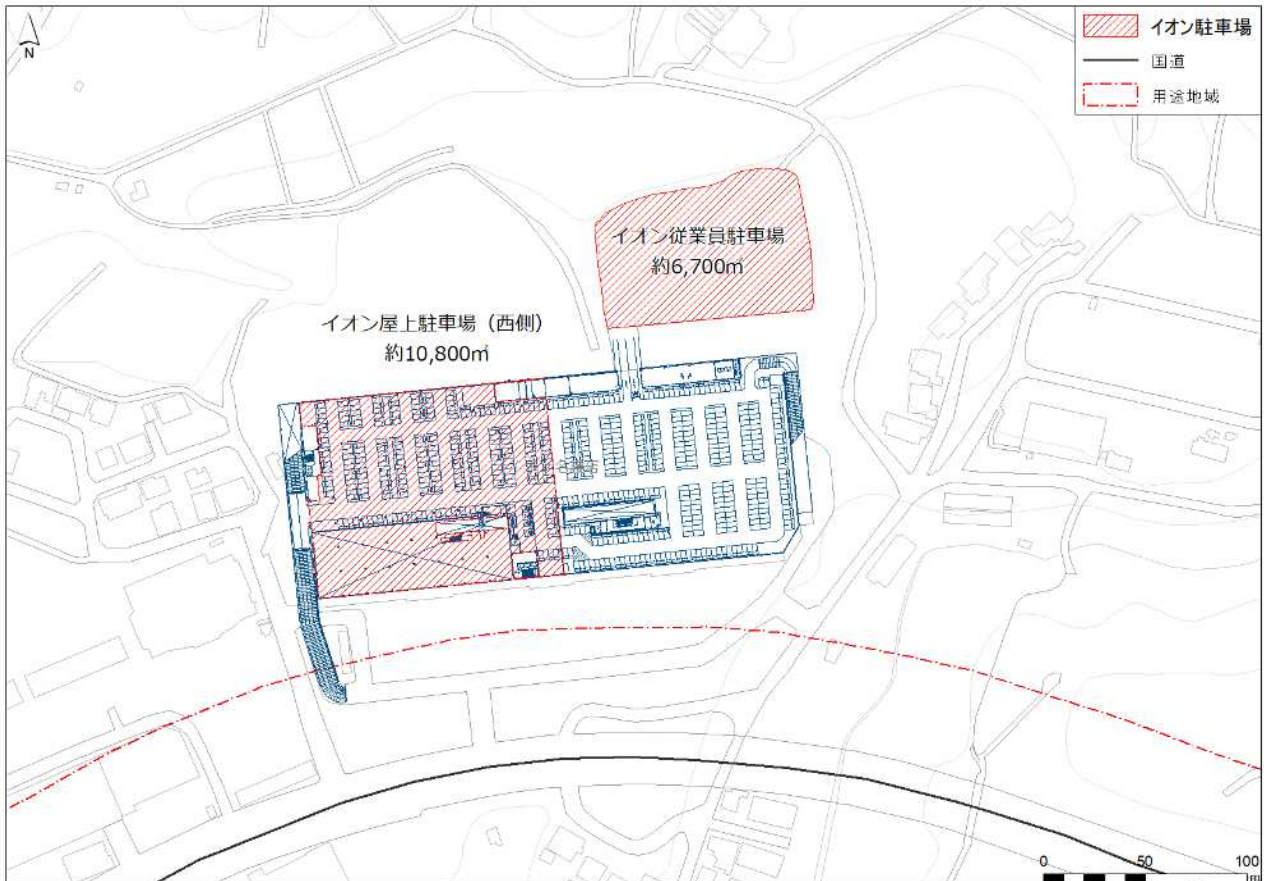 N
イオン駐車場
国道
用途地域
イオン従業員駐車場
約6,700㎡
イオン屋上駐車場（西側）
約10,800㎡
0 50 100